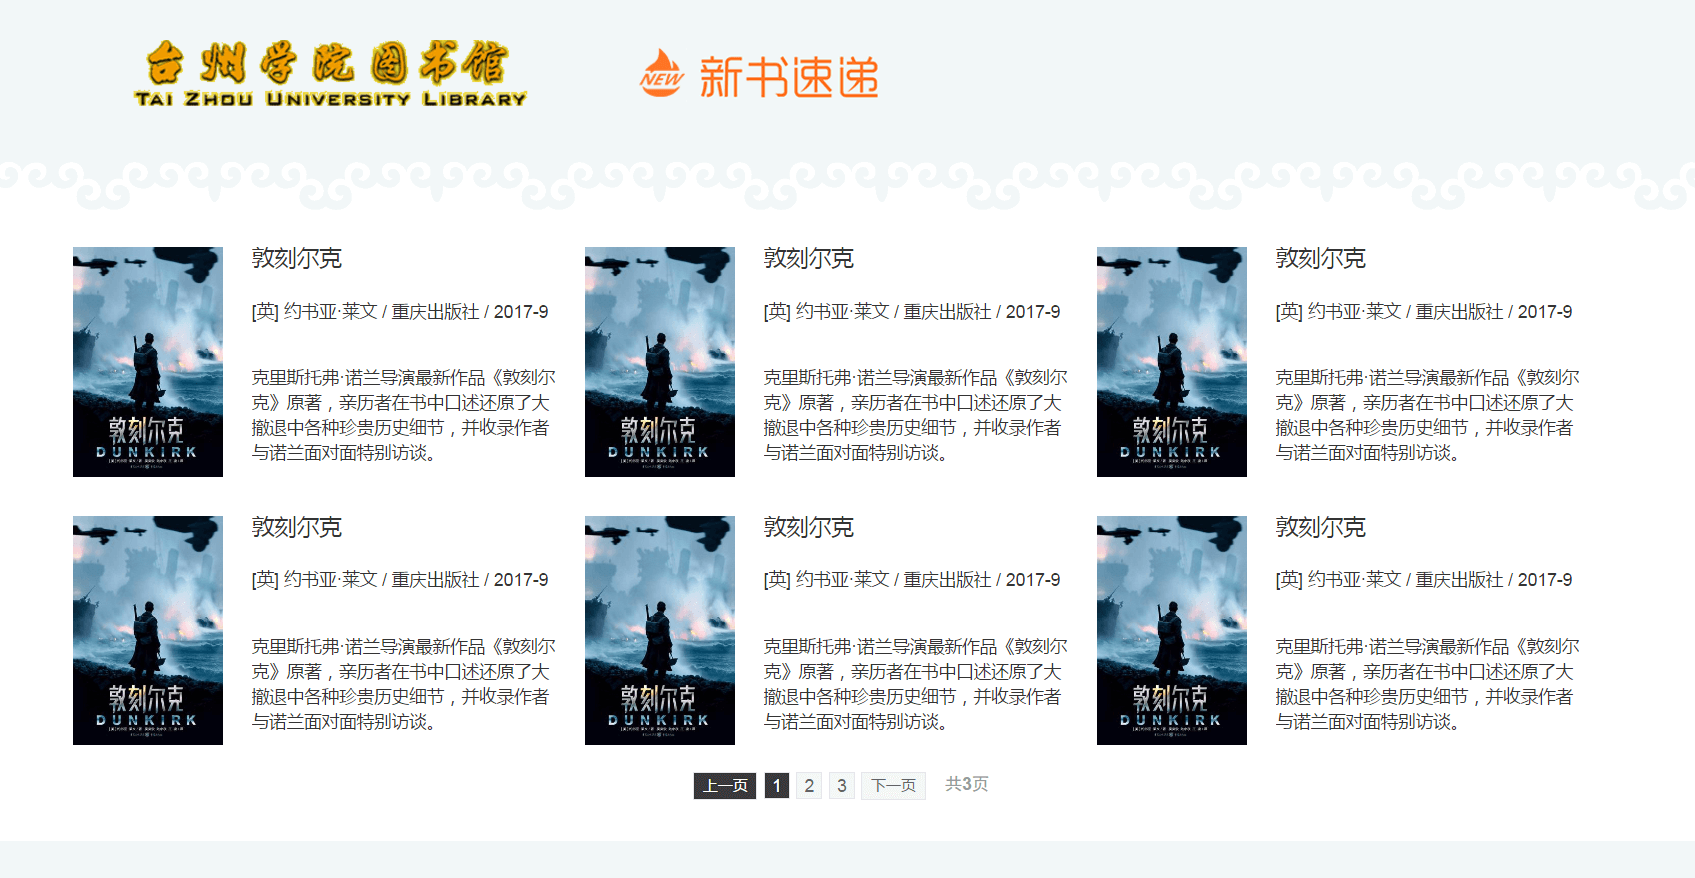 台州学院图书馆
TAI ZHOU UNIVERSITY LIBRARY
NEW 新书速递
敦刻尔克
[英] 约书亚·莱文 / 重庆出版社 / 2017-9
克里斯托弗·诺兰导演最新作品《敦刻尔
克》原著，亲历者在书中口述还原了大
撤退中各种珍贵历史细节，并收录作者
与诺兰面对面特别访谈。
敦刻尔克
DUNKIRK
敦刻尔克
[英] 约书亚·莱文 / 重庆出版社 / 2017-9
克里斯托弗·诺兰导演最新作品《敦刻尔
克》原著，亲历者在书中口述还原了大
撤退中各种珍贵历史细节，并收录作者
与诺兰面对面特别访谈。
敦刻尔克
DUNKIRK
敦刻尔克
[英] 约书亚·莱文 / 重庆出版社 / 2017-9
克里斯托弗·诺兰导演最新作品《敦刻尔
克》原著，亲历者在书中口述还原了大
撤退中各种珍贵历史细节，并收录作者
与诺兰面对面特别访谈。
敦刻尔克
DUNKIRK
敦刻尔克
[英] 约书亚·莱文 / 重庆出版社 / 2017-9
克里斯托弗·诺兰导演最新作品《敦刻尔
克》原著，亲历者在书中口述还原了大
撤退中各种珍贵历史细节，并收录作者
与诺兰面对面特别访谈。
敦刻尔克
DUNKIRK
敦刻尔克
[英] 约书亚·莱文 / 重庆出版社 / 2017-9
克里斯托弗·诺兰导演最新作品《敦刻尔
克》原著，亲历者在书中口述还原了大
撤退中各种珍贵历史细节，并收录作者
与诺兰面对面特别访谈。
敦刻尔克
DUNKIRK
敦刻尔克
[英] 约书亚·莱文 / 重庆出版社 / 2017-9
克里斯托弗·诺兰导演最新作品《敦刻尔
克》原著，亲历者在书中口述还原了大
撤退中各种珍贵历史细节，并收录作者
与诺兰面对面特别访谈。
敦刻尔克
DUNKIRK
上一页 1 2 3 下一页 共3页